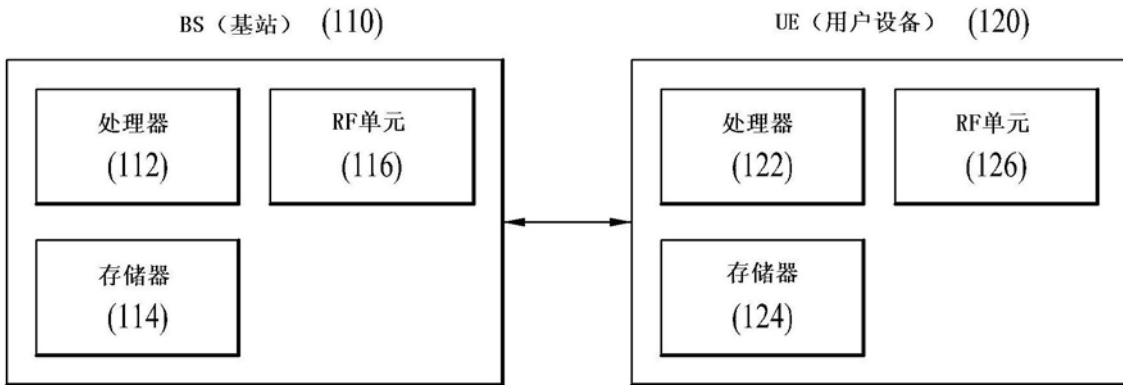 BS（基站） (110)
UE（用户设备） (120)
处理器
(112)
RF单元
(116)
存储器
(114)
处理器
(122)
RF单元
(126)
存储器
(124)